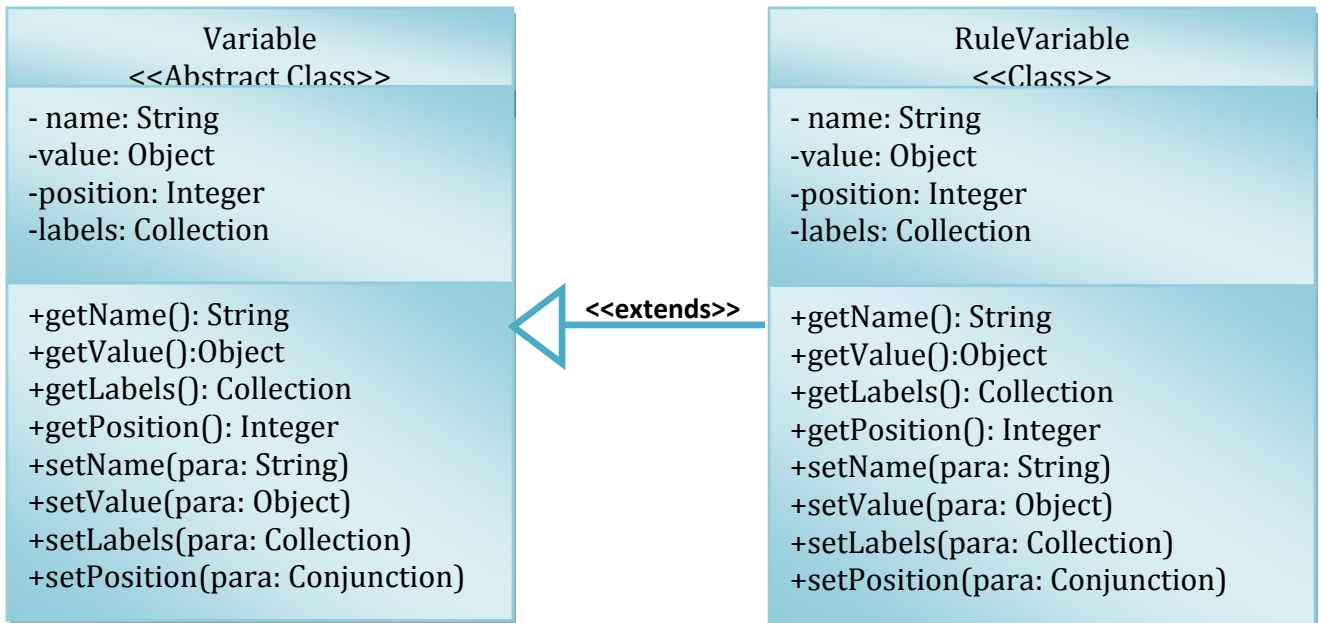 Variable
<<Abstract Class>>
- name: String
-value: Object
-position: Integer
-labels: Collection
+getName(): String
+getValue():Object
+getLabels(): Collection
+getPosition(): Integer
+setName(para: String)
+setValue(para: Object)
+setLabels(para: Collection)
+setPosition(para: Conjunction)
<<extends>>
RuleVariable
<<Class>>
- name: String
-value: Object
-position: Integer
-labels: Collection
+getName(): String
+getValue():Object
+getLabels(): Collection
+getPosition(): Integer
+setName(para: String)
+setValue(para: Object)
+setLabels(para: Collection)
+setPosition(para: Conjunction)